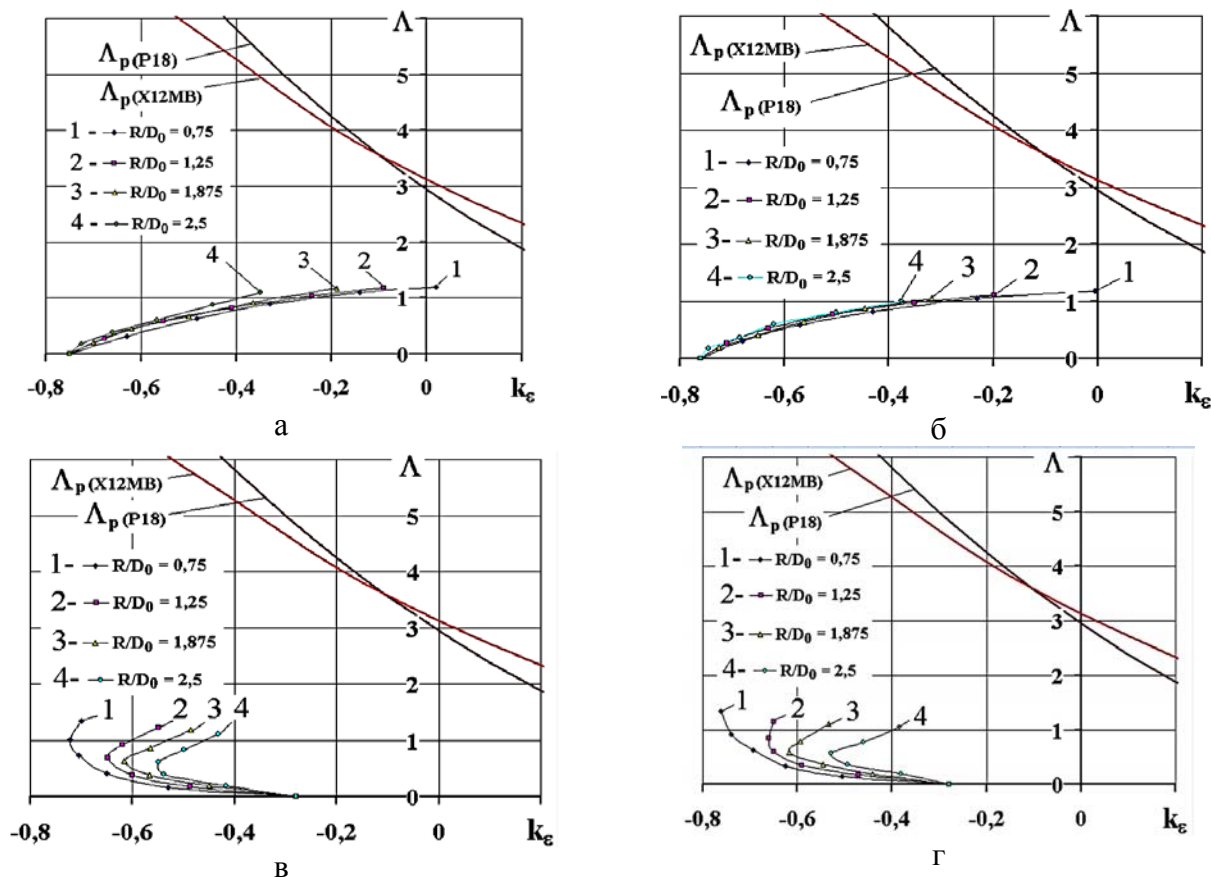 Λ
Λp(P18)
5
Λp(X12MB)
1 R/D0 = 0,75
4
2 R/D0 = 1,25
3 R/D0 = 1,875
3
4 R/D0 = 2,5
2
4 3 2 1
1
0
-0,8 -0,6 -0,4 -0,2 0 kε
а
Λ
Λp(X12MB)
5
Λp(P18)
4
1 R/D0 = 0,75
2 R/D0 = 1,25
3
3 R/D0 = 1,875
2
4 R/D0 = 2,5
4 3 2 1
1
0
-0,8 -0,6 -0,4 -0,2 0 kε
б
Λ
Λp(X12MB)
Λp(P18)
5
1 R/D0 = 0,75
4
2 R/D0 = 1,25
3 R/D0 = 1,875
3
4 R/D0 = 2,5
2
1 2 3 4
1
0
-0,8 -0,6 -0,4 -0,2 0 kε
в
Λ
Λp(X12MB)
Λp(P18)
5
1 R/D0 = 0,75
4
2 R/D0 = 1,25
3 R/D0 = 1,875
3
4 R/D0 = 2,5
2
1 2 3 4
1
0
-0,8 -0,6 -0,4 -0,2 0 kε
г